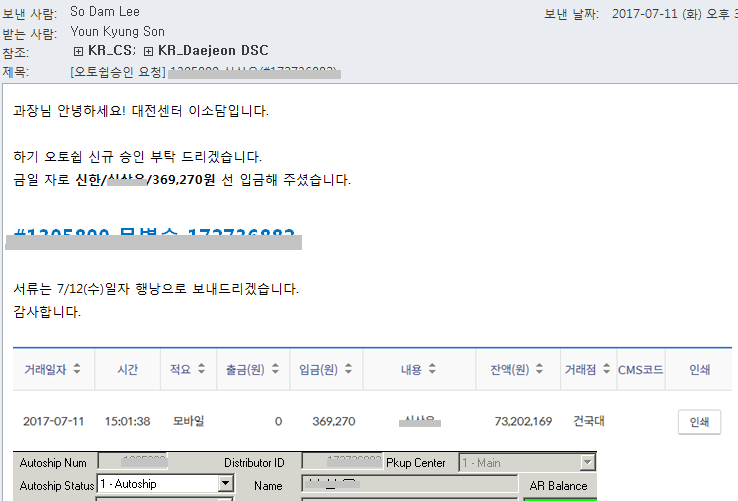 보낸 사람: So Dam Lee 보낸 날짜: 2017-07-11 (화) 오후 3
받는 사람: Youn Kyung Son
참조: KR_CS; KR_Daejeon DSC
제목: [오토쉽승인 요청]
과장님 안녕하세요! 대전센터 이소담입니다.
하기 오토쉽 신규 승인 부탁 드리겠습니다.
금일 자로 신한/ /369,270원 선 입금해 주셨습니다.
서류는 7/12(수)일자 행낭으로 보내드리겠습니다.
감사합니다.
거래일자 시간 적요 출금(원) 입금(원) 내용 잔액(원) 거래점 CMS코드 인쇄
2017-07-11 15:01:38 모바일 0 369,270 73,202,169 건국대 인쇄
Autoship Num Distributor ID Pkup Center 1 - Main
Autoship Status 1 - Autoship Name AR Balance